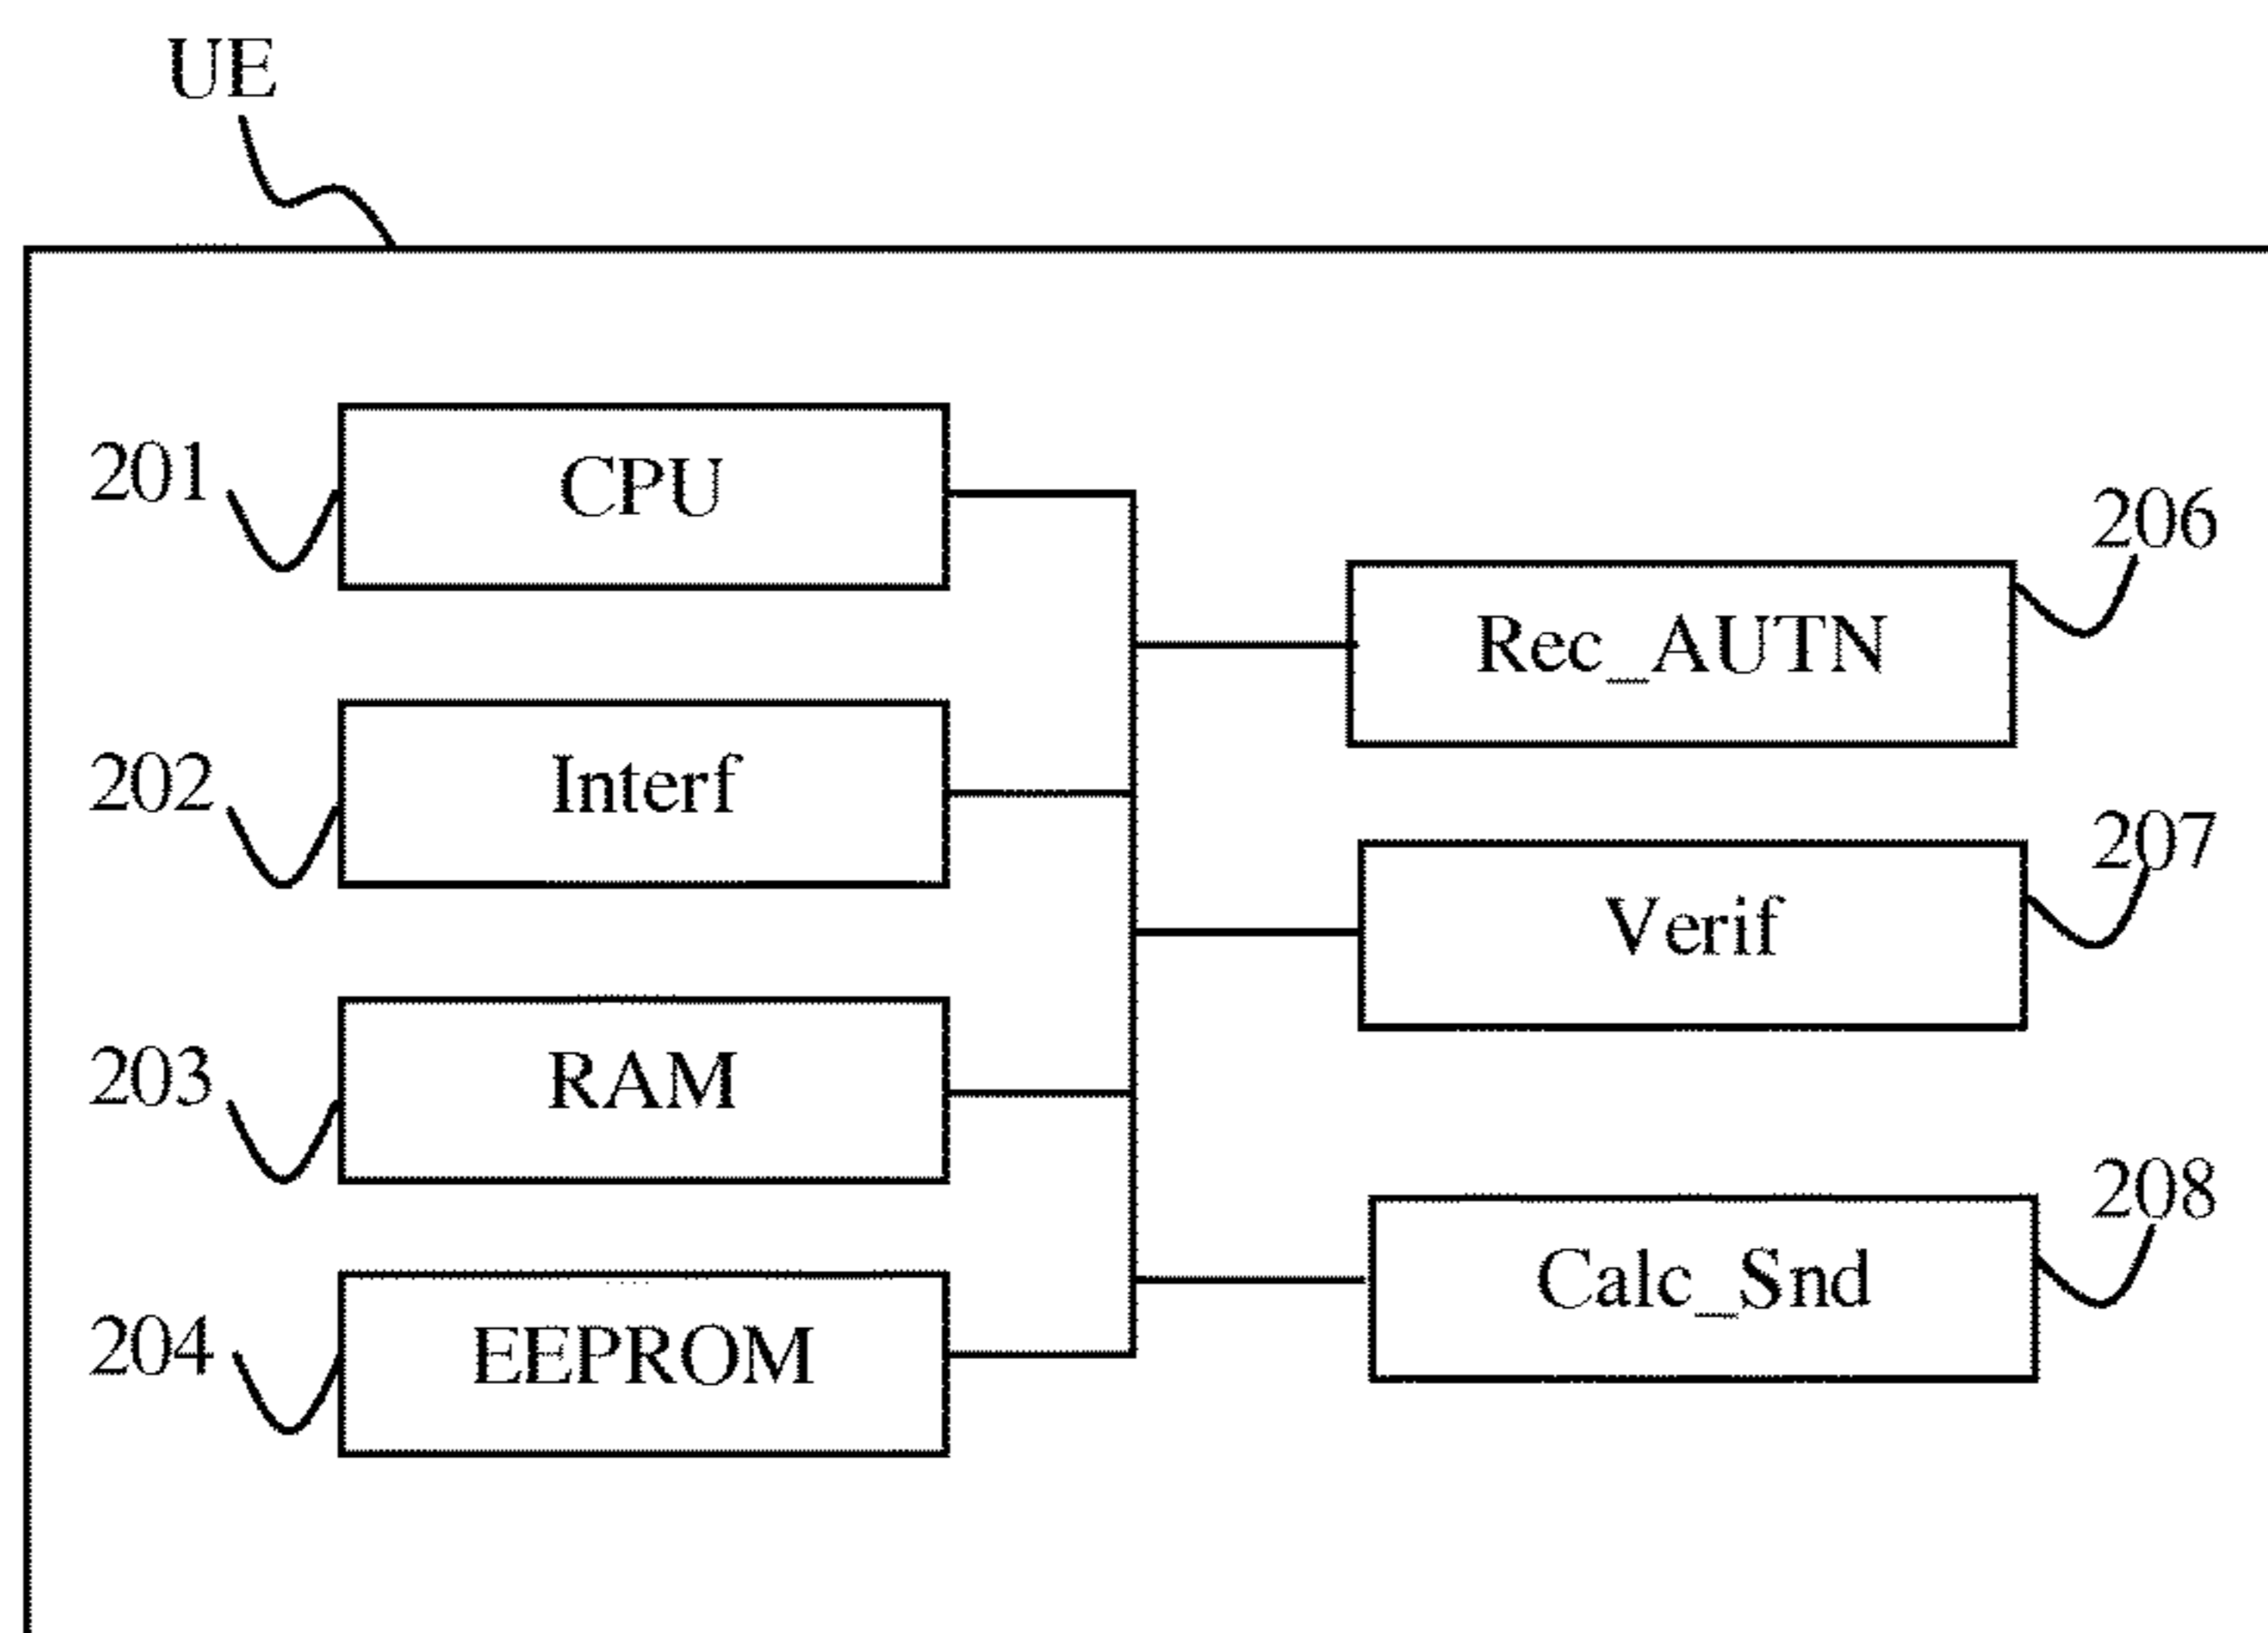 UE
201 CPU
206
Rec_AUTN
202 Interf
207
Verif
203 RAM
208
Calc_Snd
204 EEPROM